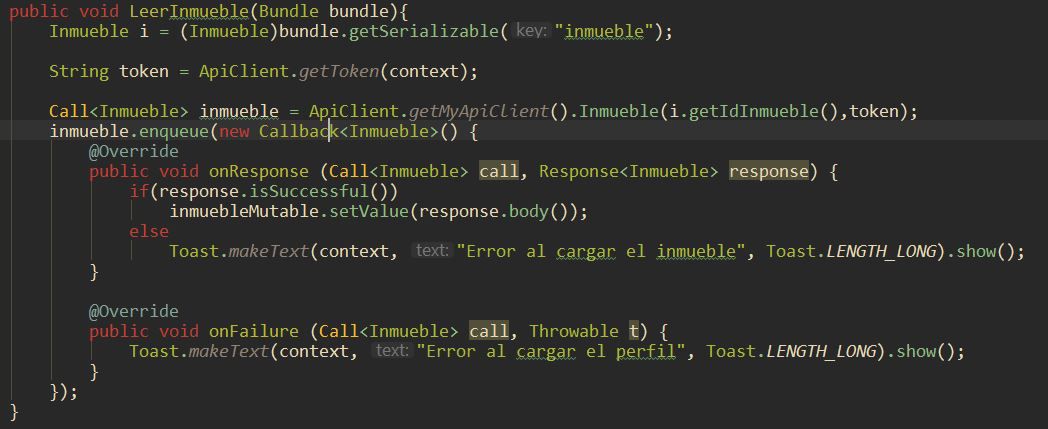 public void LeerInmueble(Bundle bundle){
    Inmueble i = (Inmueble)bundle.getSerializable( key: "inmueble");
    String token = ApiClient.getToken(context);
    Call<Inmueble> inmueble = ApiClient.getMyApiClient().Inmueble(i.getIdInmueble(),token);
    inmueble.enqueue(new Callback<Inmueble>() {
        @Override
        public void onResponse (Call<Inmueble> call, Response<Inmueble> response) {
            if(response.isSuccessful())
                inmuebleMutable.setValue(response.body());
            else
                Toast.makeText(context, text: "Error al cargar el inmueble", Toast.LENGTH_LONG).show();
        }
        @Override
        public void onFailure (Call<Inmueble> call, Throwable t) {
            Toast.makeText(context, text: "Error al cargar el perfil", Toast.LENGTH_LONG).show();
        }
    });
}